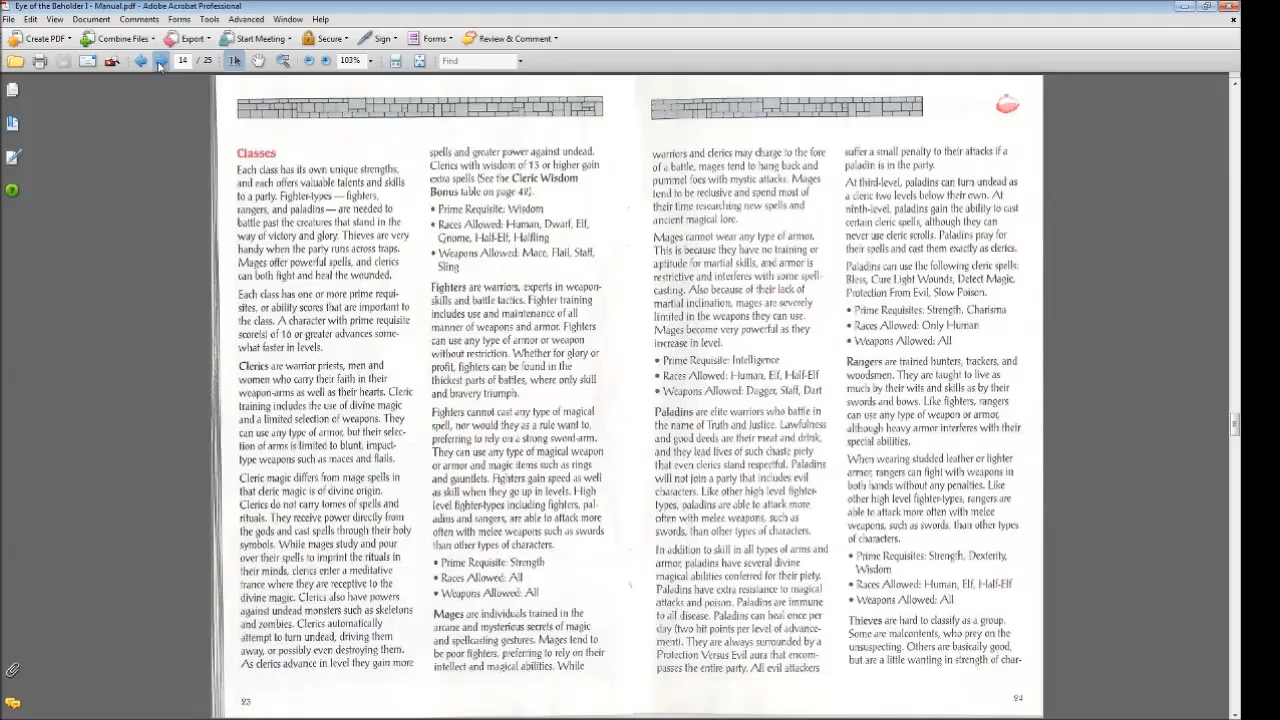 Eye of the Beholder I - Manual.pdf - Adobe Acrobat Professional
File Edit View Document Comments Forms Tools Advanced Window Help
Create PDF Combine Files Export Start Meeting Secure Sign Forms Review & Comment
14 / 25 103% Find
Classes
Each class has its own unique strengths,
and each offers valuable talents and skills
to a party. Fighter-types — fighters,
rangers, and paladins — are needed to
battle past the creatures that stand in the
way of victory and glory. Thieves are very
handy when the party runs across traps.
Mages offer powerful spells, and clerics
can both fight and heal the wounded.
Each class has one or more prime requi-
sites, or ability scores that are important to
the class. A character with prime requisite
score(s) of 16 or greater advances some-
what faster in levels.
Clerics are warrior priests, men and
women who carry their faith in their
weapon-arms as well as their hearts. Cleric
training includes the use of divine magic
and a limited selection of weapons. They
can use any type of armor, but their selec-
tion of arms is limited to blunt, impact-
type weapons such as maces and flails.
Cleric magic differs from mage spells in
that cleric magic is of divine origin.
Clerics do not carry tomes of spells and
rituals. They receive power directly from
the gods and cast spells through their holy
symbols. While mages study and pour
over their spells to imprint the rituals in
their minds, clerics enter a meditative
trance where they are receptive to the
divine magic. Clerics also have powers
against undead monsters such as skeletons
and zombies. Clerics automatically
attempt to turn undead, driving them
away, or possibly even destroying them.
As clerics advance in level they gain more
23
spells and greater power against undead.
Clerics with wisdom of 13 or higher gain
extra spells (See the Cleric Wisdom
Bonus table on page 47).
• Prime Requisite: Wisdom
• Races Allowed: Human, Dwarf, Elf,
Gnome, Half-Elf, Halfling
• Weapons Allowed: Mace, Flail, Staff,
Sling
Fighters are warriors, experts in weapon-
skills and battle tactics. Fighter training
includes use and maintenance of all
manner of weapons and armor. Fighters
can use any type of armor or weapon
without restriction. Whether for glory or
profit, fighters can be found in the
thickest parts of battles, where only skill
and bravery triumph.
Fighters cannot cast any type of magical
spell, nor would they as a rule want to,
preferring to rely on a strong sword-arm.
They can use any type of magical weapon
or armor and magic items such as rings
and gauntlets. Fighters gain speed as well
as skill when they go up in levels. High
level fighter-types including fighters, pal-
adins and rangers, are able to attack more
often with melee weapons such as swords
than other types of characters.
• Prime Requisite: Strength
• Races Allowed: All
• Weapons Allowed: All
Mages are individuals trained in the
arcane and mysterious secrets of magic
and spellcasting gestures. Mages tend to
be poor fighters, preferring to rely on their
intellect and magical abilities. While
warriors and clerics may charge to the fore
of a battle, mages tend to hang back and
pummel foes with mystic attacks. Mages
tend to be reclusive and spend most of
their time researching new spells and
ancient magical lore.
Mages cannot wear any type of armor.
This is because they have no training or
aptitude for martial skills, and armor is
restrictive and interferes with some spell-
casting. Also because of their lack of
martial inclination, mages are severely
limited in the weapons they can use.
Mages become very powerful as they
increase in level.
• Prime Requisite: Intelligence
• Races Allowed: Human, Elf, Half-Elf
• Weapons Allowed: Dagger, Staff, Dart
Paladins are elite warriors who battle in
the name of Truth and Justice. Lawfulness
and good deeds are their meat and drink,
and they lead lives of such chaste piety
that even clerics stand respectful. Paladins
will not join a party that includes evil
characters. Like other high level fighter-
types, paladins are able to attack more
often with melee weapons, such as
swords, than other types of characters.
In addition to skill in all types of arms and
armor, paladins have several divine
magical abilities conferred for their piety.
Paladins have extra resistance to magical
attacks and poison. Paladins are immune
to all disease. Paladins can heal once per
day (two hit points per level of advance-
ment). They are always surrounded by a
Protection Versus Evil aura that encom-
passes the entire party. All evil attackers
suffer a small penalty to their attacks if a
paladin is in the party.
At third-level, paladins can turn undead as
a cleric two levels below their own. At
ninth-level, paladins gain the ability to cast
certain cleric spells, although they can
never use cleric scrolls. Paladins pray for
their spells and cast them exactly as clerics.
Paladins can use the following cleric spells:
Bless, Cure Light Wounds, Detect Magic,
Protection From Evil, Slow Poison.
• Prime Requisites: Strength, Charisma
• Races Allowed: Only Human
• Weapons Allowed: All
Rangers are trained hunters, trackers, and
woodsmen. They are taught to live as
much by their wits and skills as by their
swords and bows. Like fighters, rangers
can use any type of weapon or armor,
although heavy armor interferes with their
special abilities.
When wearing studded leather or lighter
armor, rangers can fight with weapons in
both hands without any penalties. Like
other high level fighter-types, rangers are
able to attack more often with melee
weapons, such as swords, than other types
of characters.
• Prime Requisites: Strength, Dexterity,
Wisdom
• Races Allowed: Human, Elf, Half-Elf
• Weapons Allowed: All
Thieves are hard to classify as a group.
Some are malcontents, who prey on the
unsuspecting. Others are basically good,
but are a little wanting in strength of char-
24